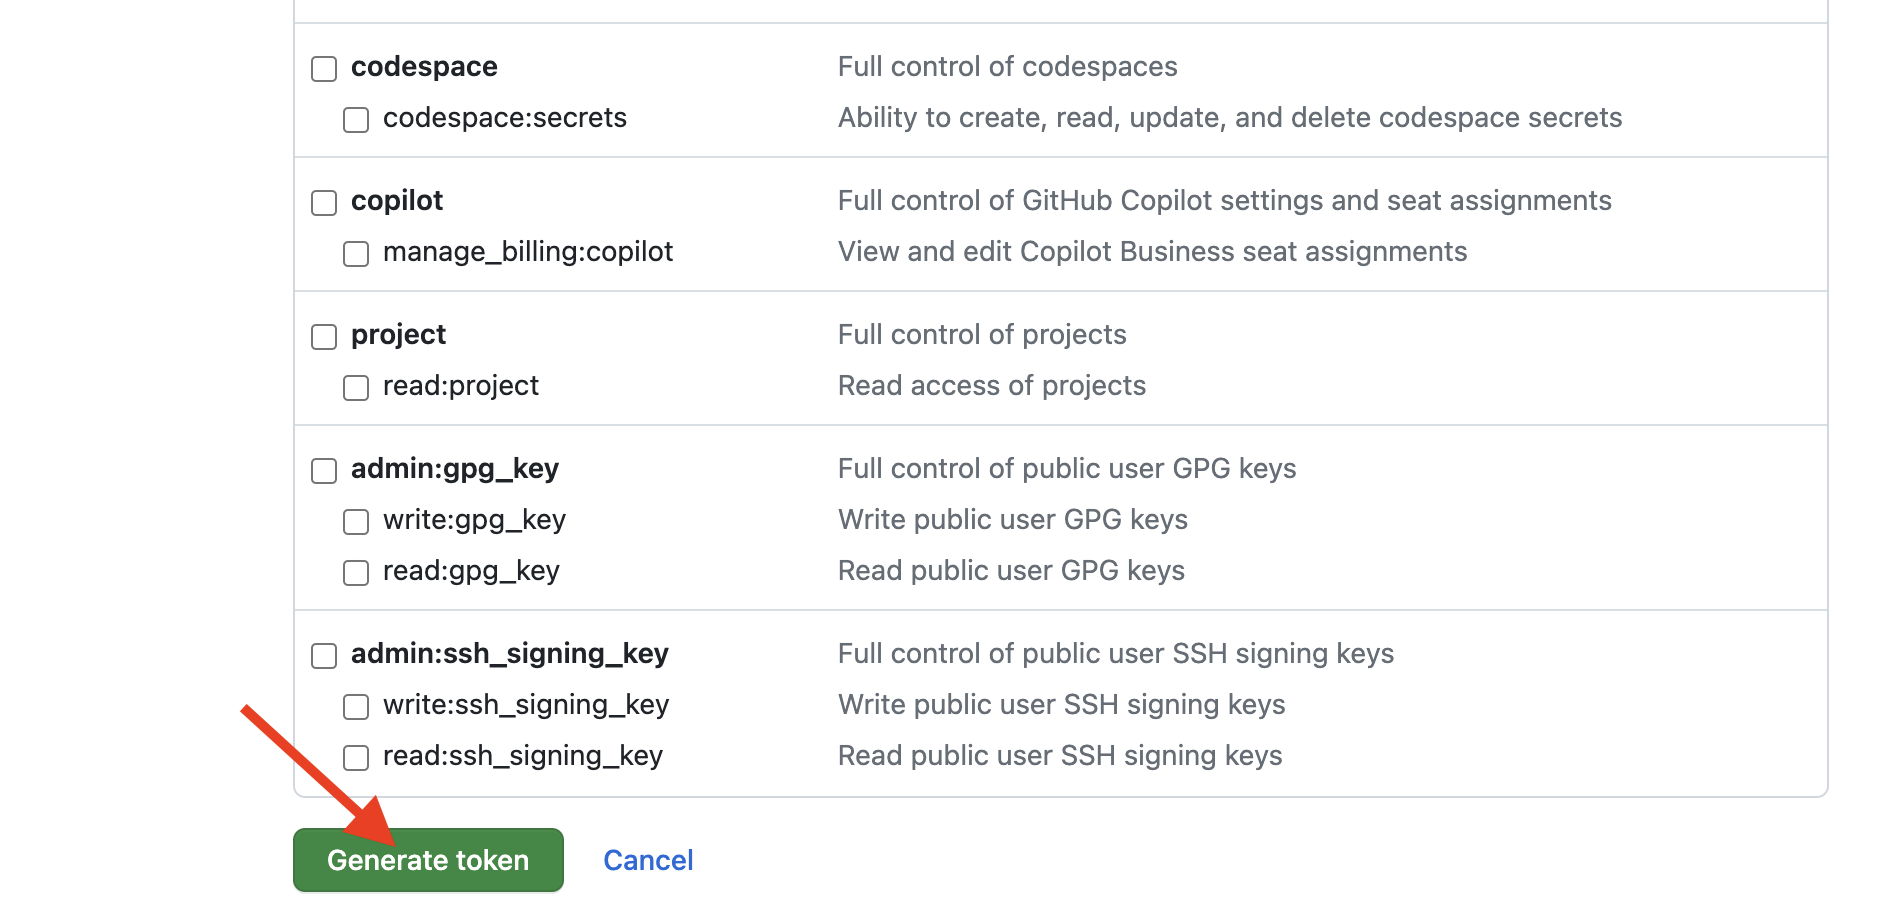 codespace Full control of codespaces
codespace:secrets Ability to create, read, update, and delete codespace secrets
copilot Full control of GitHub Copilot settings and seat assignments
manage_billing:copilot View and edit Copilot Business seat assignments
project Full control of projects
read:project Read access of projects
admin:gpg_key Full control of public user GPG keys
write:gpg_key Write public user GPG keys
read:gpg_key Read public user GPG keys
admin:ssh_signing_key Full control of public user SSH signing keys
write:ssh_signing_key Write public user SSH signing keys
read:ssh_signing_key Read public user SSH signing keys
Generate token Cancel